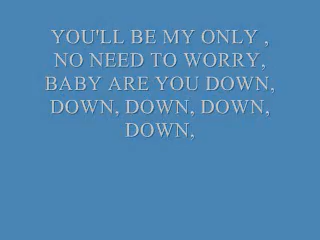 YOU'LL BE MY ONLY ,
NO NEED TO WORRY,
BABY ARE YOU DOWN,
DOWN, DOWN, DOWN,
DOWN,